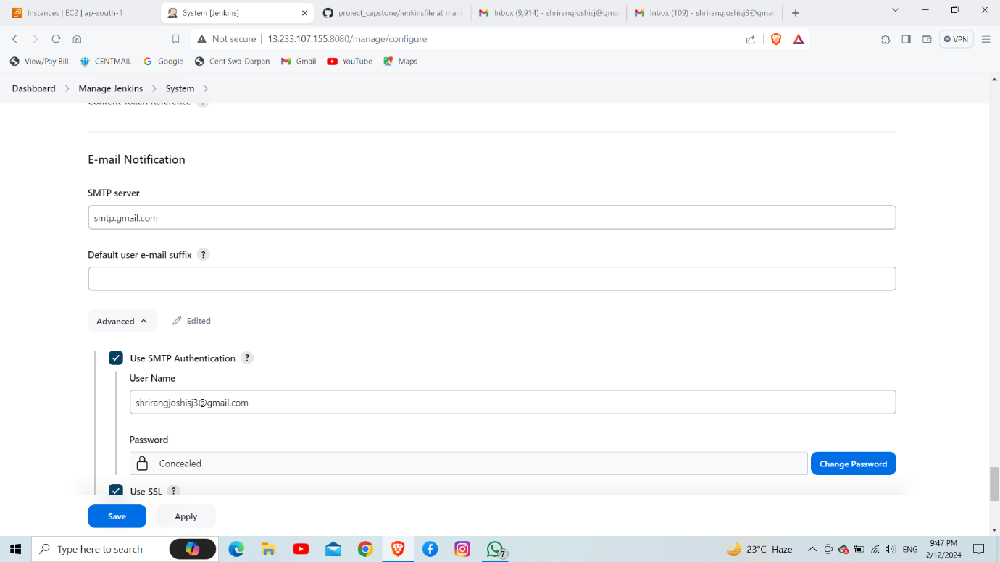 Instances | EC2 | ap-south-1
System [Jenkins]
project_capstone/jenkinsfile at main
Inbox (9,914) - shrirangjoshisj@gma
Inbox (109) - shrirangjoshisj3@gmai
Not secure
13.233.107.155:8080/manage/configure
VPN
View/Pay Bill
CENTMAIL
Google
Cent Swa-Darpan
Gmail
YouTube
Maps
Dashboard
Manage Jenkins
System
Content Token Reference ?
E-mail Notification
SMTP server
smtp.gmail.com
Default user e-mail suffix ?
Advanced
Edited
Use SMTP Authentication ?
User Name
shrirangjoshisj3@gmail.com
Password
Concealed
Change Password
Use SSL ?
Save
Apply
Type here to search
7
23°C Haze
ENG
9:47 PM
2/12/2024